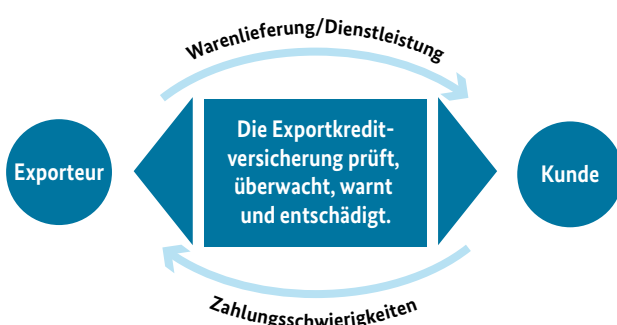 Warenlieferung/Dienstleistung
Exporteur
Die Exportkredit-
versicherung prüft,
überwacht, warnt
und entschädigt.
Kunde
Zahlungsschwierigkeiten